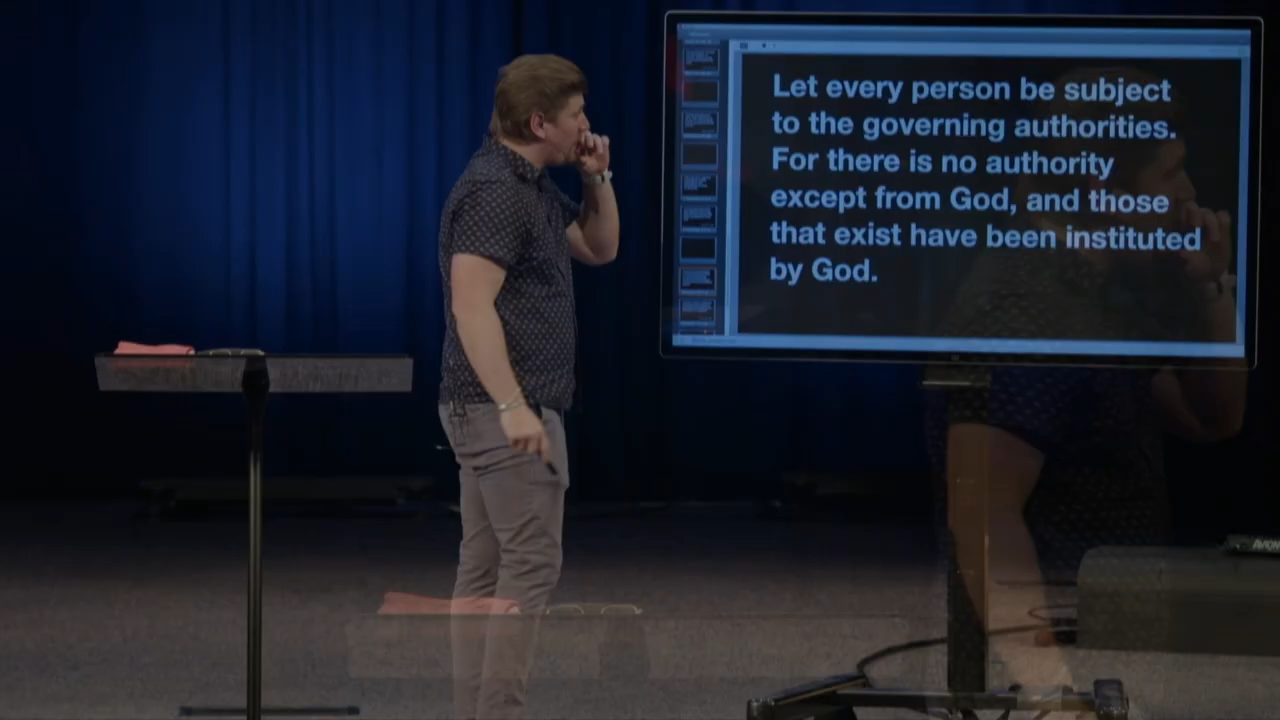 Let every person be subject
to the governing authorities.
For there is no authority
except from God, and those
that exist have been instituted
by God.